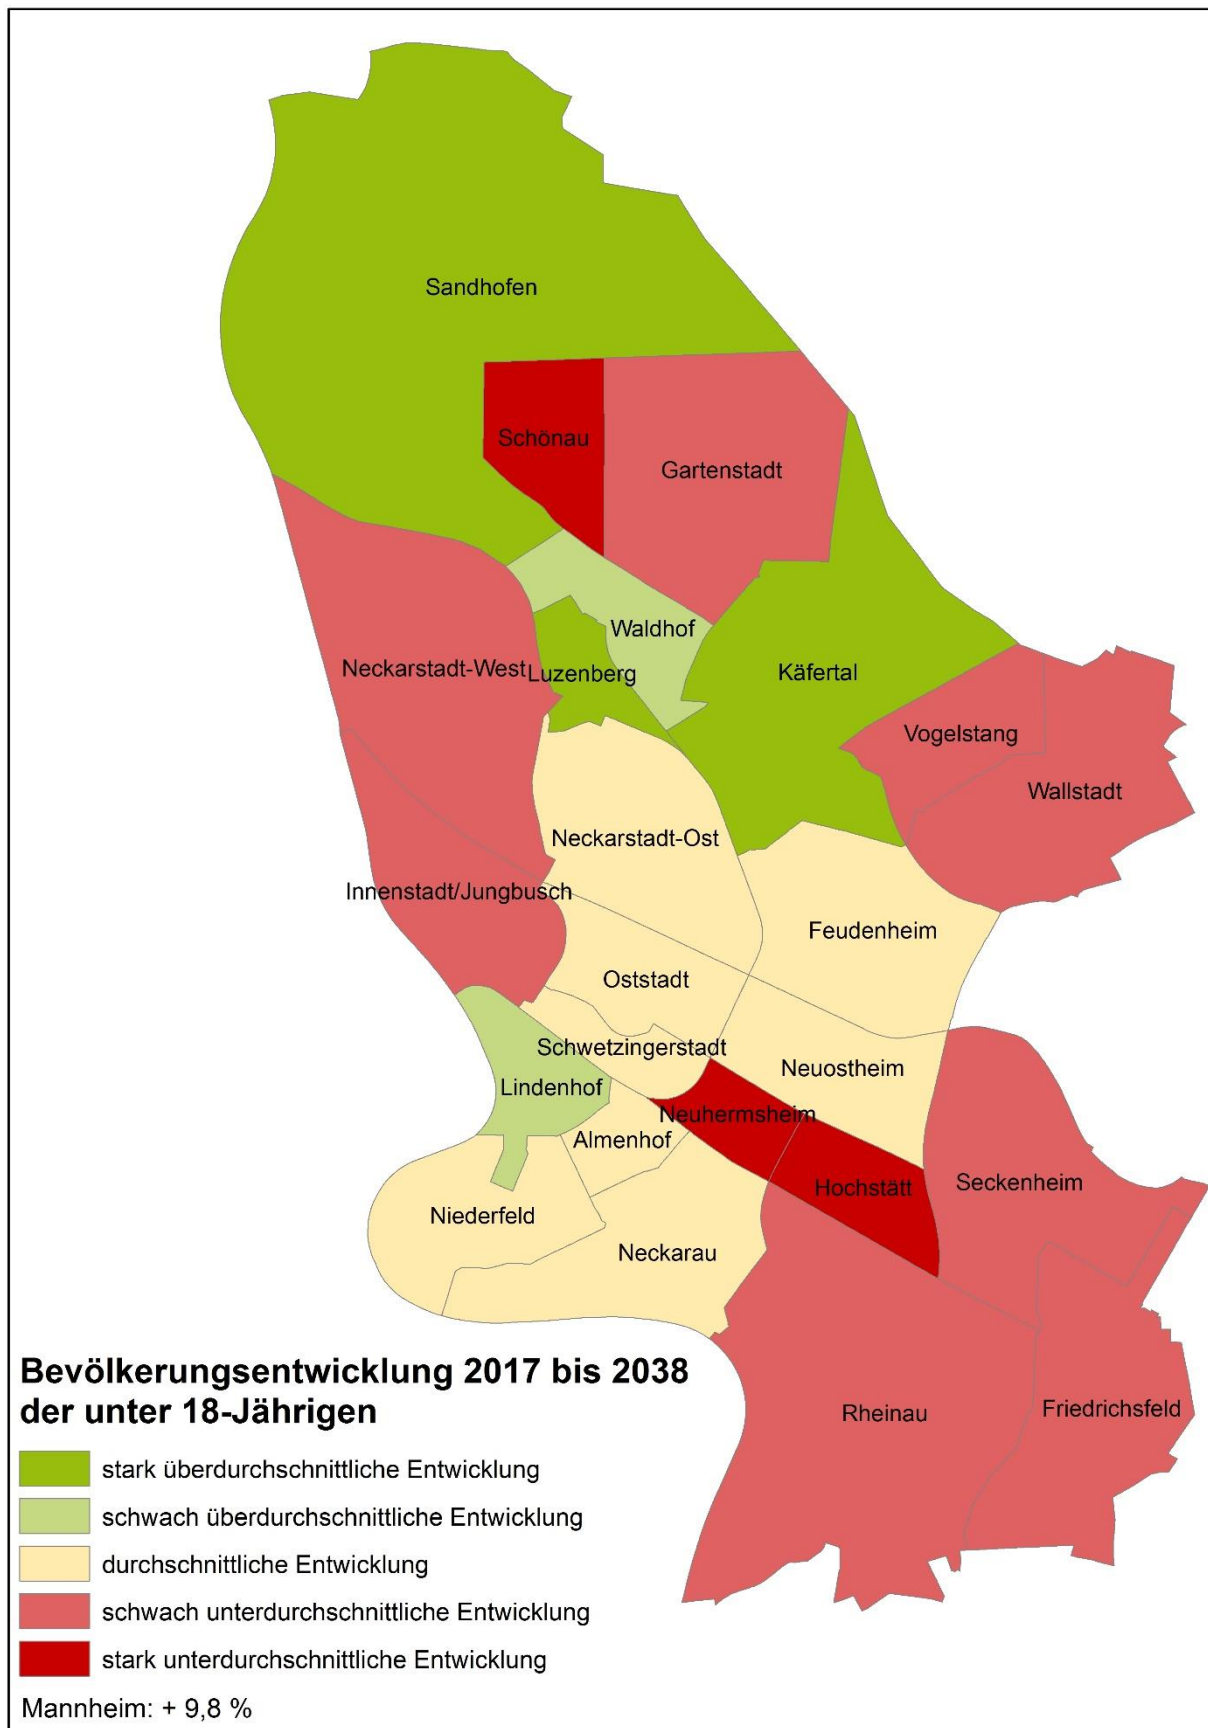 Sandhofen
Schönau
Gartenstadt
Waldhof
Neckarstadt-West
Luzenberg
Käfertal
Vogelstang
Wallstadt
Neckarstadt-Ost
Innenstadt/Jungbusch
Feudenheim
Oststadt
Schwetzingerstadt
Neuostheim
Lindenhof
Neuhermsheim
Almenhof
Hochstätt
Seckenheim
Niederfeld
Neckarau
Rheinau
Friedrichsfeld
Bevölkerungsentwicklung 2017 bis 2038
der unter 18-Jährigen
stark überdurchschnittliche Entwicklung
schwach überdurchschnittliche Entwicklung
durchschnittliche Entwicklung
schwach unterdurchschnittliche Entwicklung
stark unterdurchschnittliche Entwicklung
Mannheim: + 9,8 %